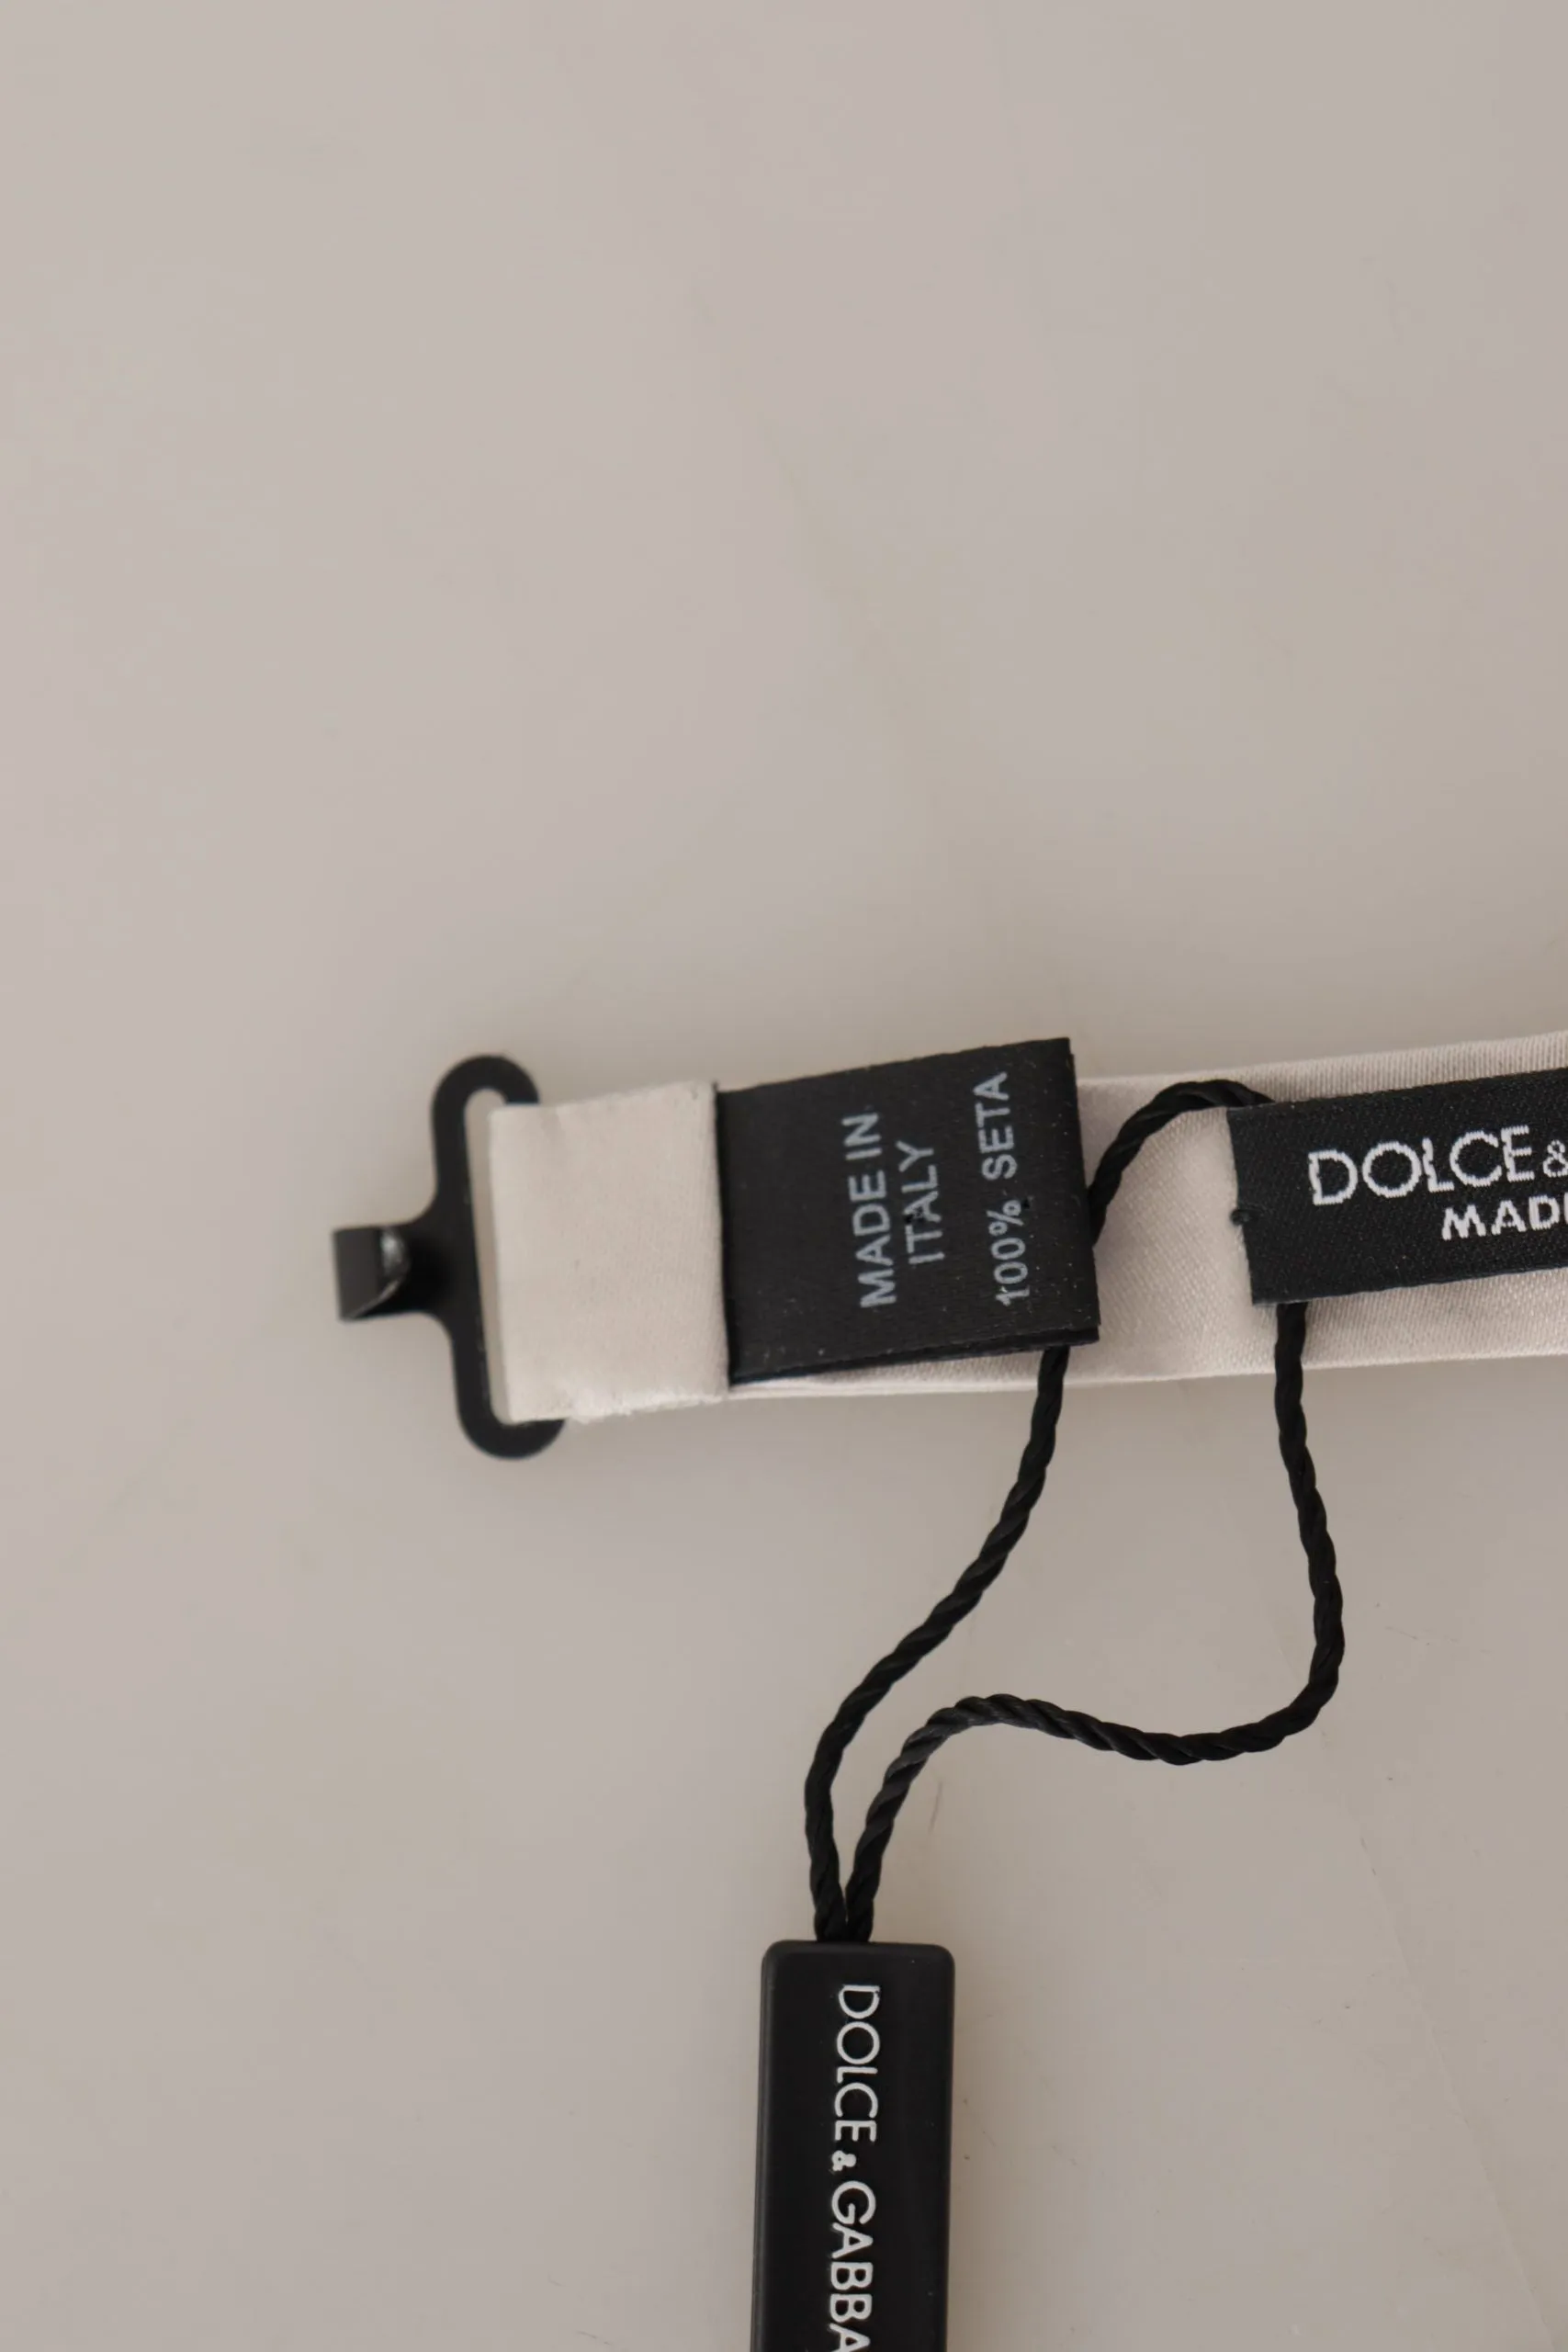 MADE IN
ITALY
100% SETA
DOLCE &
MADE
DOLCE & GABBA